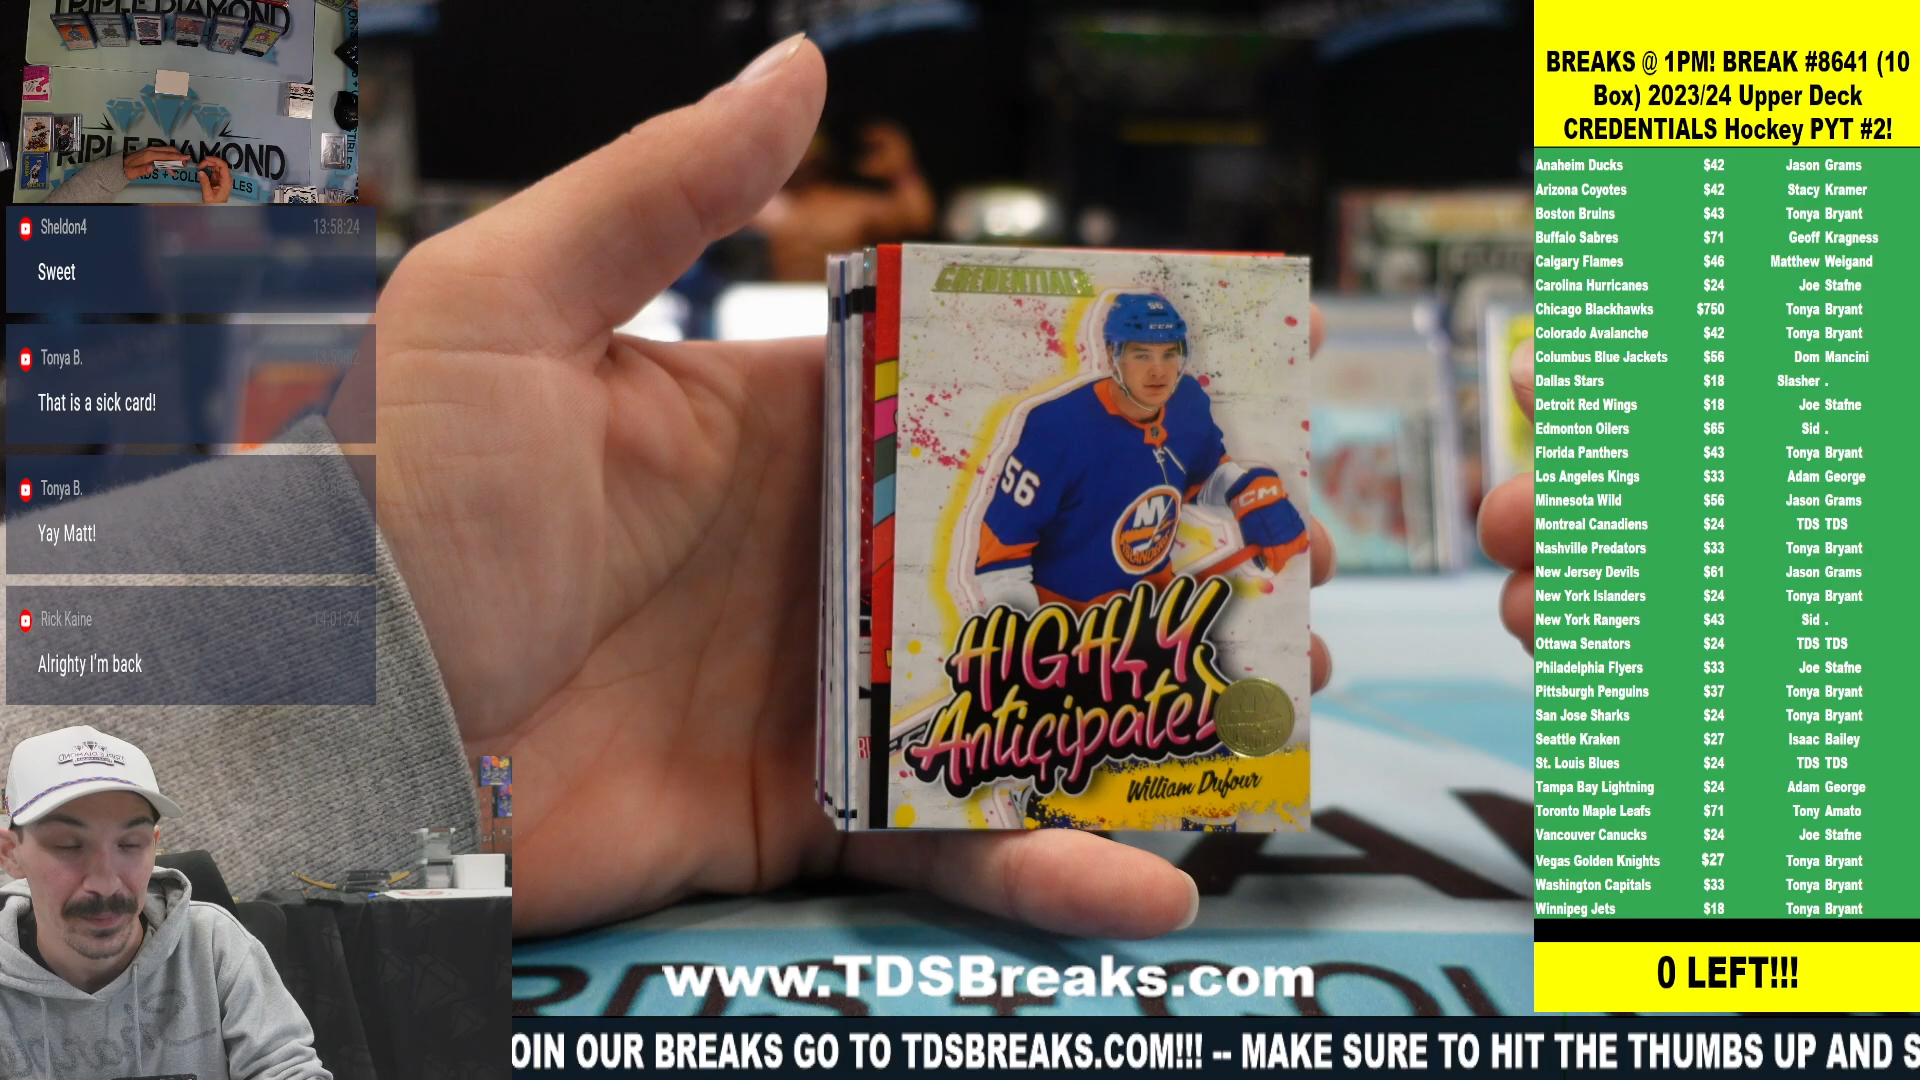 TRIPLE DIAMOND
TRIPLE DIAMOND
Sheldon4 13:58:24
Sweet
Tonya B.
That is a sick card!
Tonya B.
Yay Matt!
Rick Kaine 14:01:24
Alrighty I'm back
CREDENTIALS
56
CCM
56
CCM
NY
HIGHLY
Anticipated
William Dufour
www.TDSBreaks.com
OIN OUR BREAKS GO TO TDSBREAKS.COM!!! -- MAKE SURE TO HIT THE THUMBS UP AND S
BREAKS @ 1PM! BREAK #8641 (10
Box) 2023/24 Upper Deck
CREDENTIALS Hockey PYT #2!
Anaheim Ducks $42 Jason Grams
Arizona Coyotes $42 Stacy Kramer
Boston Bruins $43 Tonya Bryant
Buffalo Sabres $71 Geoff Kragness
Calgary Flames $46 Matthew Weigand
Carolina Hurricanes $24 Joe Stafne
Chicago Blackhawks $750 Tonya Bryant
Colorado Avalanche $42 Tonya Bryant
Columbus Blue Jackets $56 Dom Mancini
Dallas Stars $18 Slasher .
Detroit Red Wings $18 Joe Stafne
Edmonton Oilers $65 Sid .
Florida Panthers $43 Tonya Bryant
Los Angeles Kings $33 Adam George
Minnesota Wild $56 Jason Grams
Montreal Canadiens $24 TDS TDS
Nashville Predators $33 Tonya Bryant
New Jersey Devils $61 Jason Grams
New York Islanders $24 Tonya Bryant
New York Rangers $43 Sid .
Ottawa Senators $24 TDS TDS
Philadelphia Flyers $33 Joe Stafne
Pittsburgh Penguins $37 Tonya Bryant
San Jose Sharks $24 Tonya Bryant
Seattle Kraken $27 Isaac Bailey
St. Louis Blues $24 TDS TDS
Tampa Bay Lightning $24 Adam George
Toronto Maple Leafs $71 Tony Amato
Vancouver Canucks $24 Joe Stafne
Vegas Golden Knights $27 Tonya Bryant
Washington Capitals $33 Tonya Bryant
Winnipeg Jets $18 Tonya Bryant
0 LEFT!!!